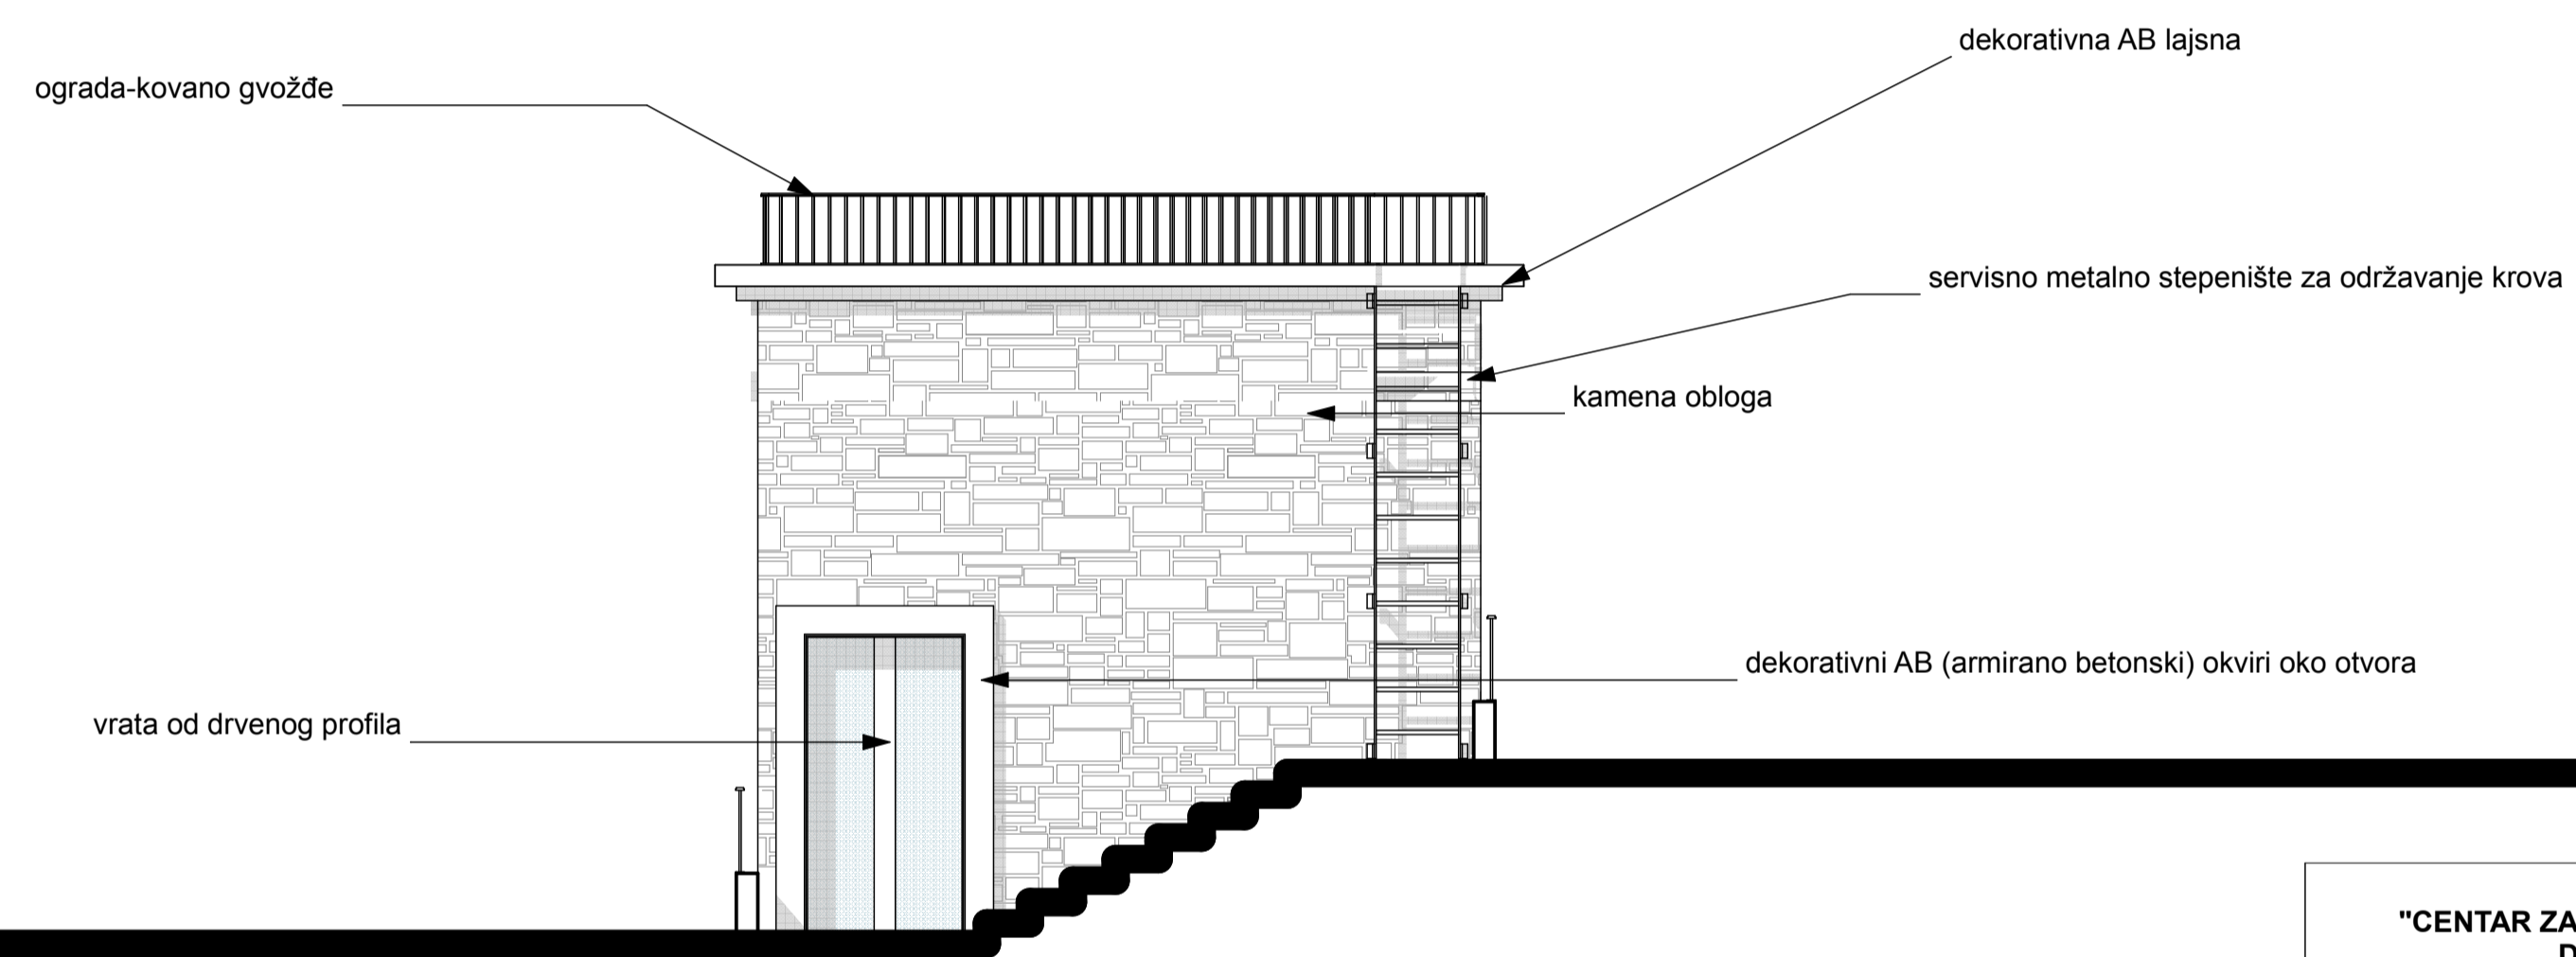 dekorativna AB lajsna
ograda-kovano gvožđe
servisno metalno stepenište za održavanje krova
kamena obloga
dekorativni AB (armirano betonski) okviri oko otvora
vrata od drvenog profila
"CENTAR ZA